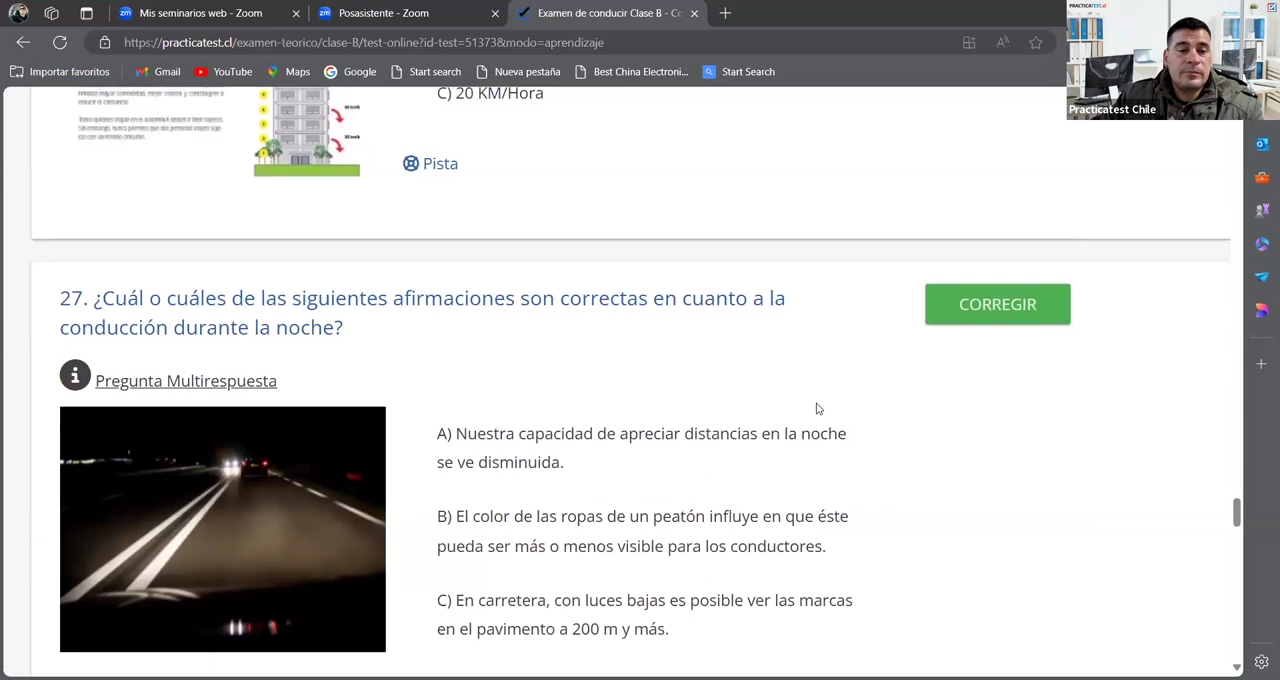 Mis seminarios web - Zoom
Posasistente - Zoom
Examen de conducir Clase B - Co
https://practicatest.cl/examen-teorico/clase-B/test-online?id-test=51373&modo=aprendizaje
Importar favoritos
Gmail
YouTube
Maps
Google
Start search
Nueva pestaña
Best China Electroni...
Start Search
PRACTICATEST.cl
Practicatest Chile
C) 20 KM/Hora
Pista
27. ¿Cuál o cuáles de las siguientes afirmaciones son correctas en cuanto a la
conducción durante la noche?
CORREGIR
Pregunta Multirespuesta
A) Nuestra capacidad de apreciar distancias en la noche
se ve disminuida.
B) El color de las ropas de un peatón influye en que éste
pueda ser más o menos visible para los conductores.
C) En carretera, con luces bajas es posible ver las marcas
en el pavimento a 200 m y más.